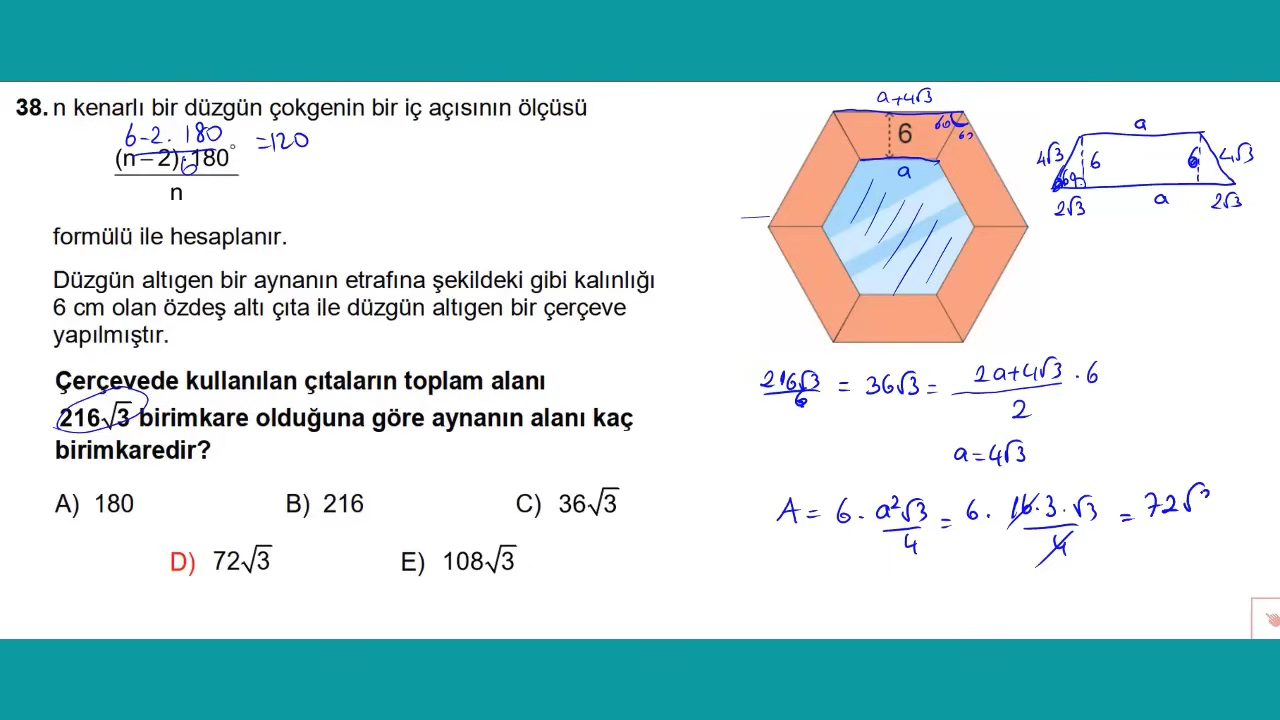 38. n kenarlı bir düzgün çokgenin bir iç açısının ölçüsü
6-2 . 180 = 120
6
(n – 2).180°
n
formülü ile hesaplanır.
Düzgün altıgen bir aynanın etrafına şekildeki gibi kalınlığı
6 cm olan özdeş altı çıta ile düzgün altıgen bir çerçeve
yapılmıştır.
Çerçevede kullanılan çıtaların toplam alanı
216√3 birimkare olduğuna göre aynanın alanı kaç
birimkaredir?
A) 180 B) 216 C) 36√3
D) 72√3 E) 108√3
a+4√3
6 60 60
a
a
4√3 6 6 4√3
60
2√3 a 2√3
216√3/6 = 36√3 = (2a+4√3)/2 · 6
a = 4√3
A = 6 · a²√3/4 = 6 · 16·3·√3/4 = 72√3